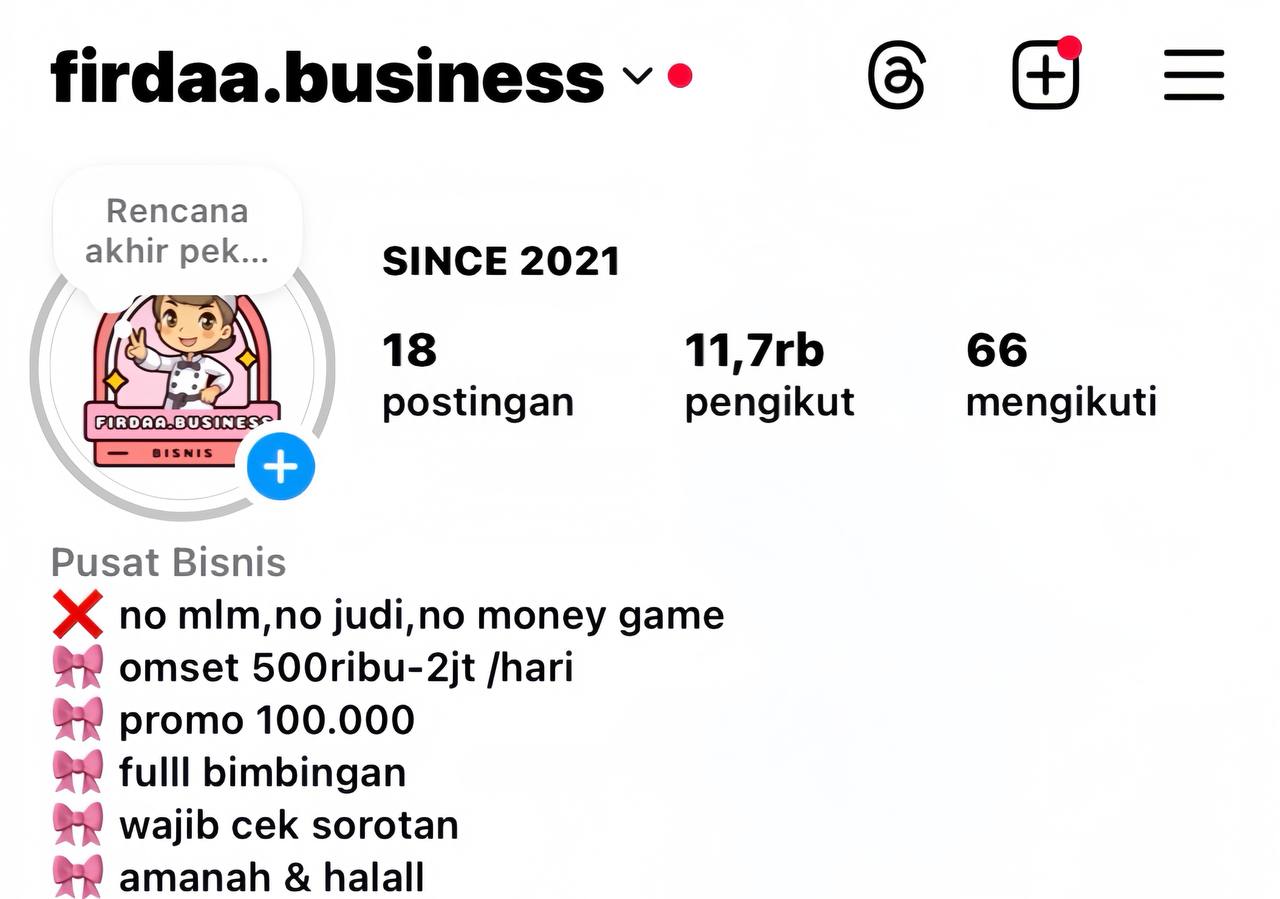 firdaa.business
Rencana
akhir pek...
SINCE 2021
18 11,7rb 66
postingan pengikut mengikuti
FIRDAA.BUSINESS
BISNIS
Pusat Bisnis
❌ no mlm,no judi,no money game
🎀 omset 500ribu-2jt /hari
🎀 promo 100.000
🎀 fulll bimbingan
🎀 wajib cek sorotan
🎀 amanah & halall